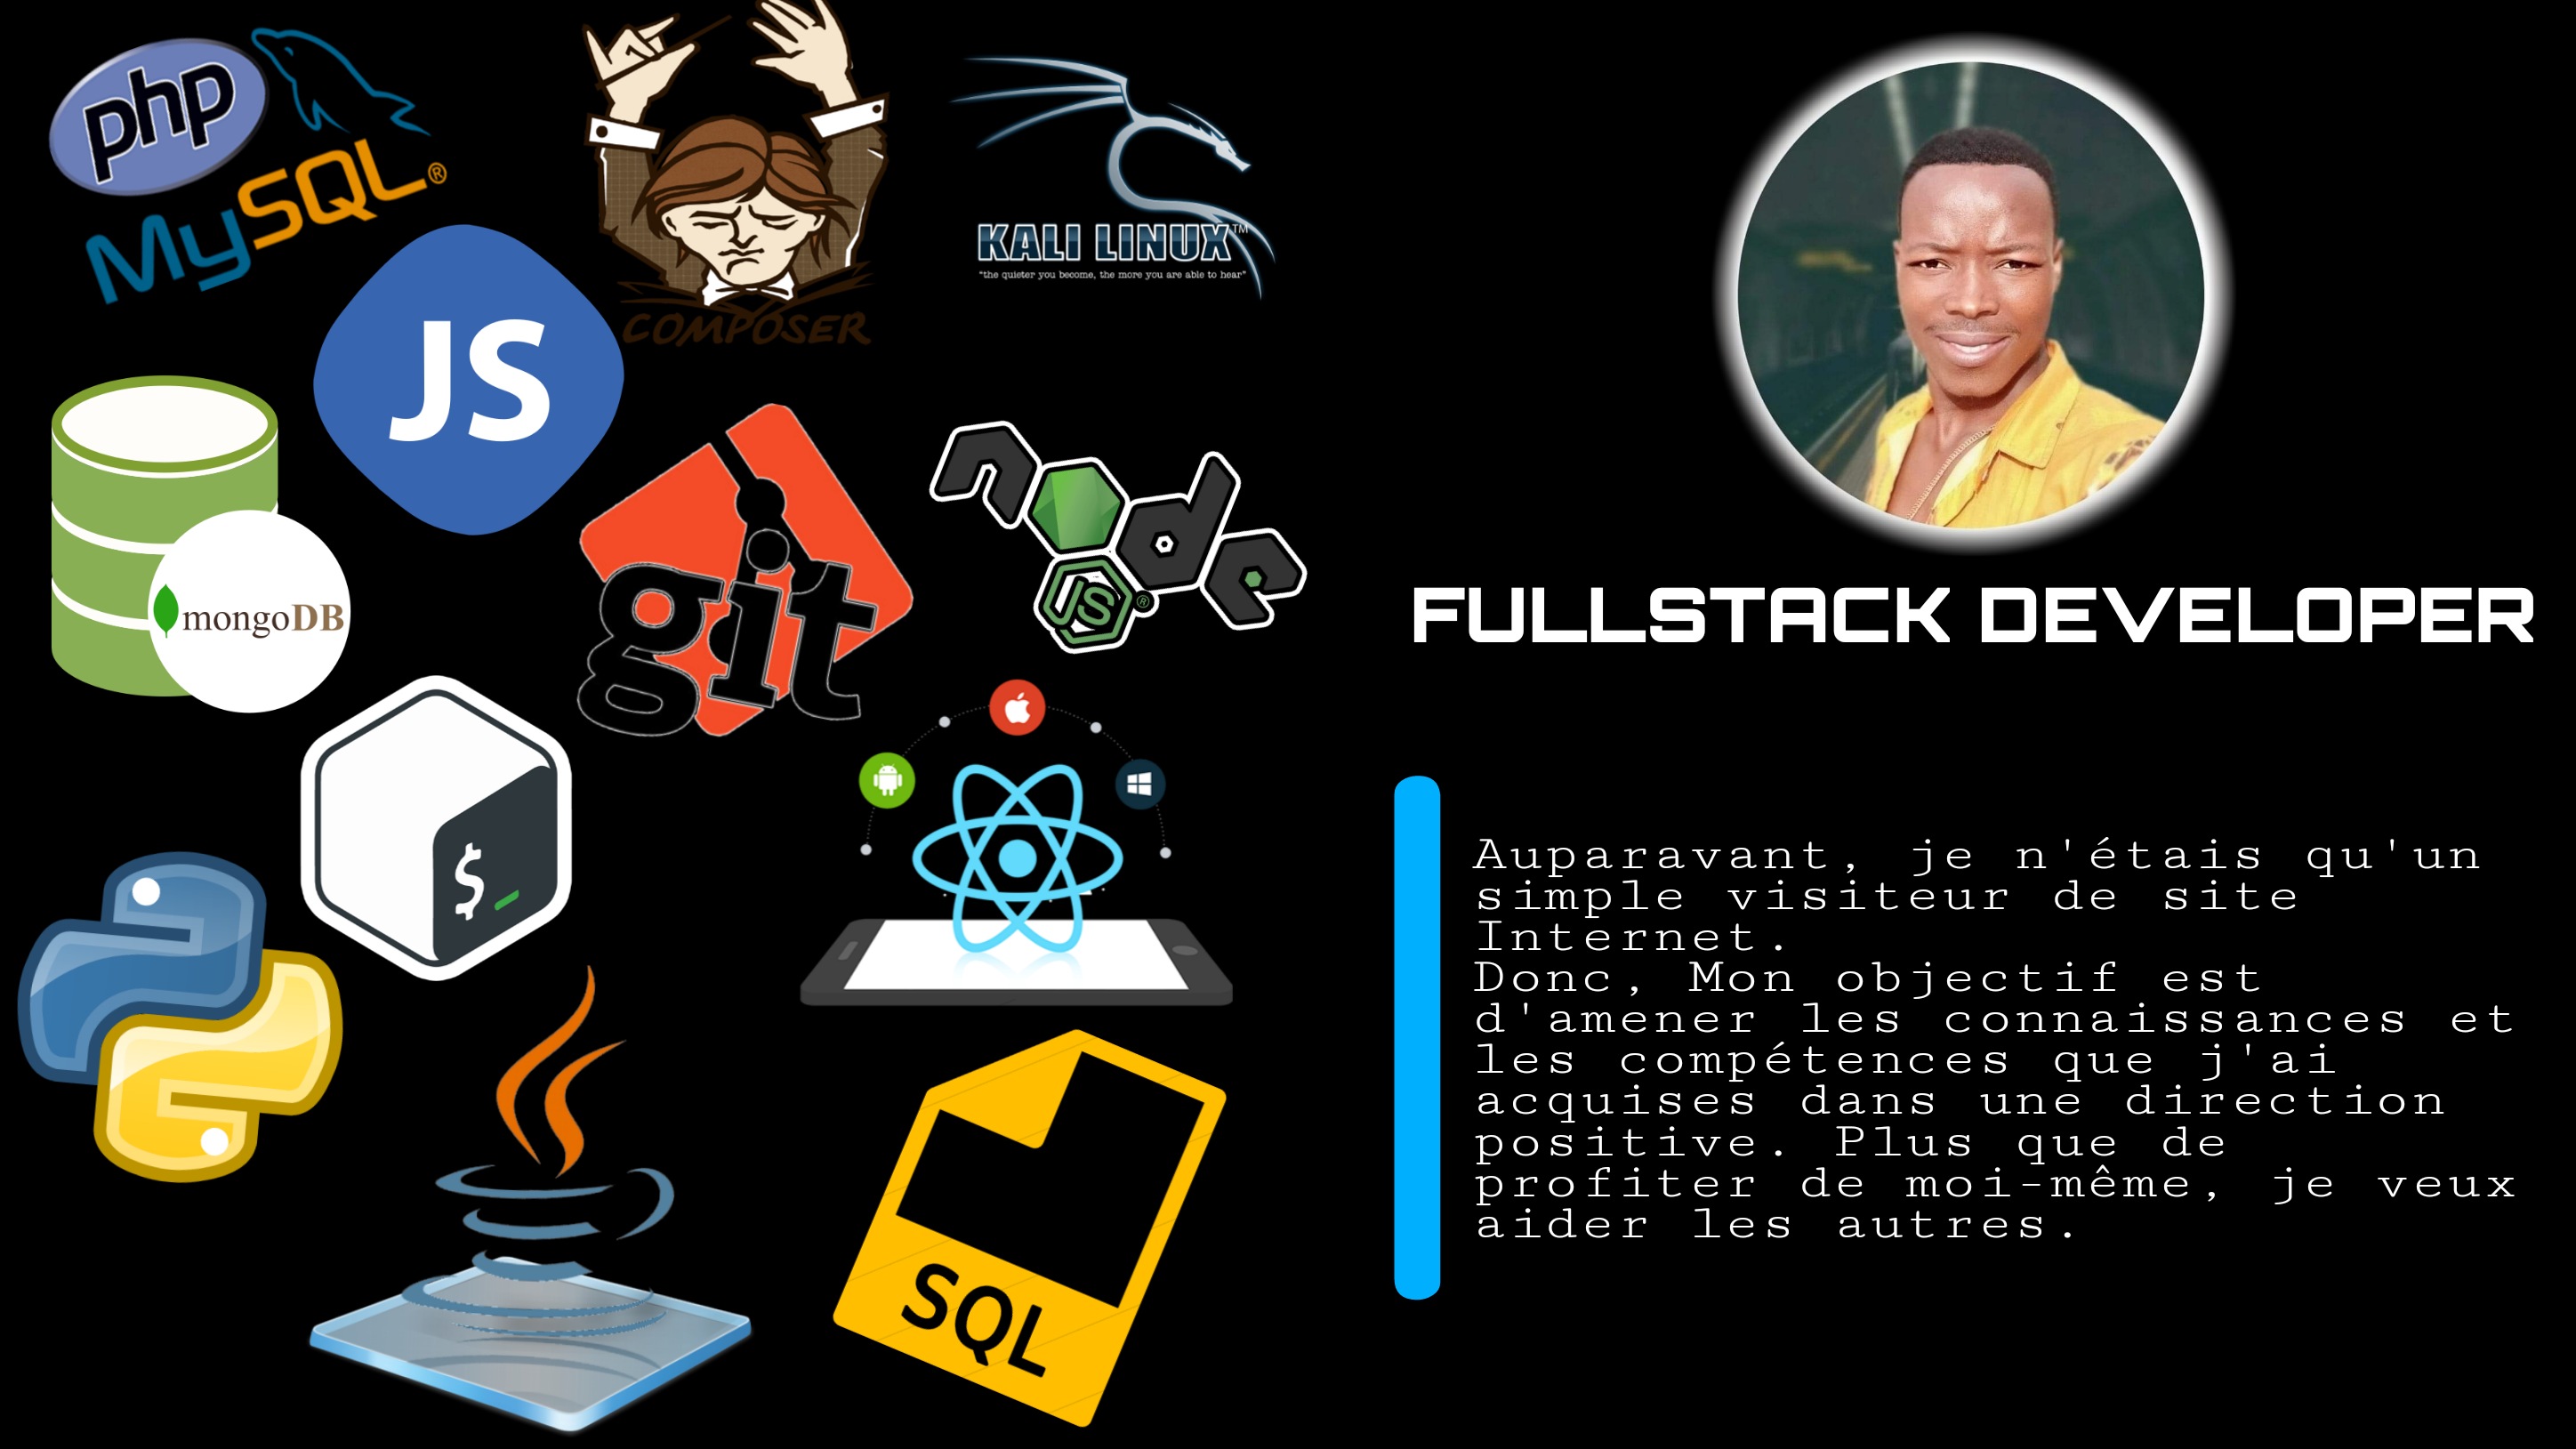 php
MySQL®
COMPOSER
KALI LINUX™
"the quieter you become, the more you are able to hear"
JS
mongoDB
git
node
JS®
$_
SQL
FULLSTACK DEVELOPER
Auparavant, je n'étais qu'un
simple visiteur de site
Internet.
Donc, Mon objectif est
d'amener les connaissances et
les compétences que j'ai
acquises dans une direction
positive. Plus que de
profiter de moi-même, je veux
aider les autres.